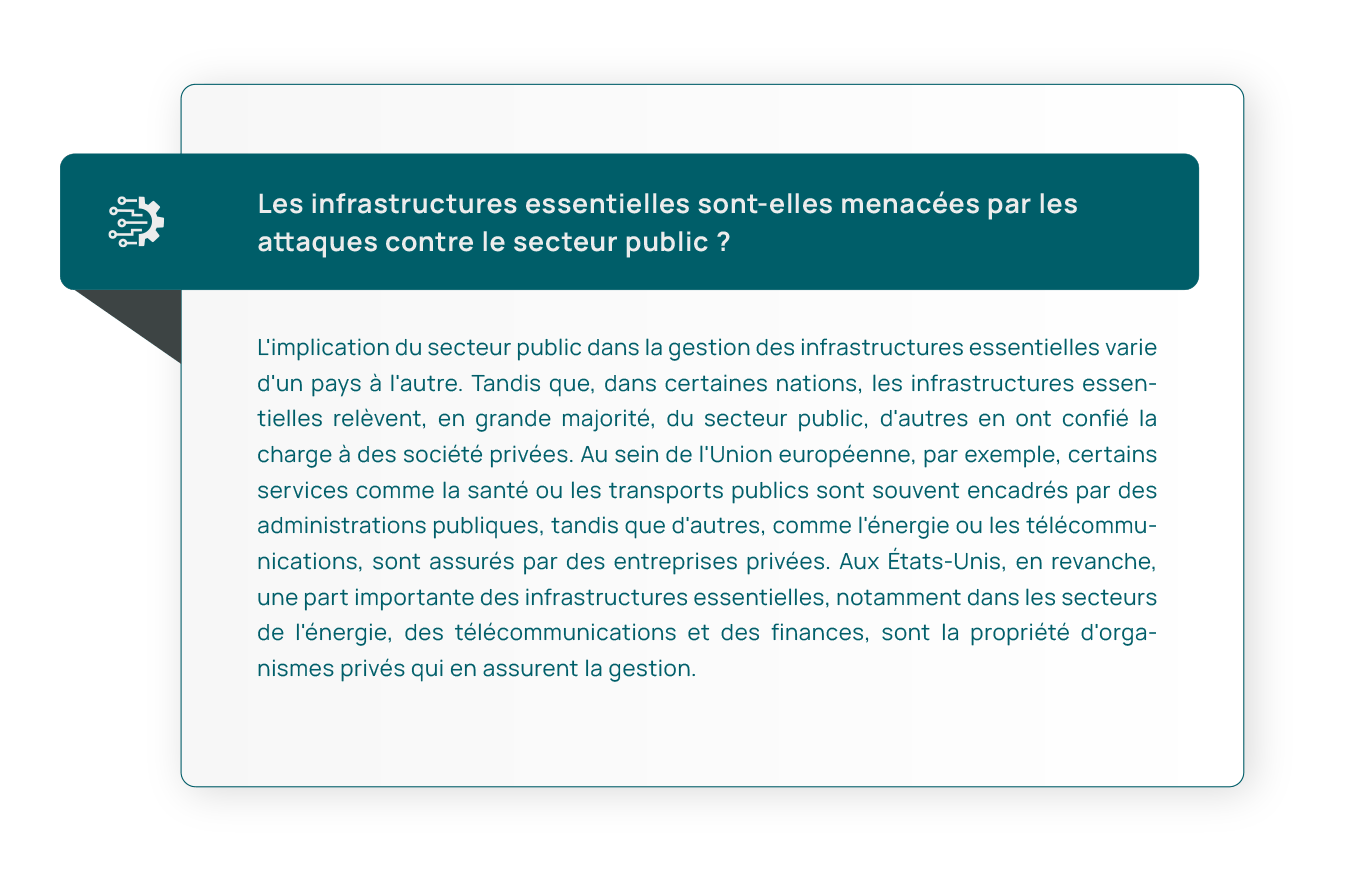 Les infrastructures essentielles sont-elles menacées par les
attaques contre le secteur public ?
L'implication du secteur public dans la gestion des infrastructures essentielles varie
d'un pays à l'autre. Tandis que, dans certaines nations, les infrastructures essen-
tielles relèvent, en grande majorité, du secteur public, d'autres en ont confié la
charge à des société privées. Au sein de l'Union européenne, par exemple, certains
services comme la santé ou les transports publics sont souvent encadrés par des
administrations publiques, tandis que d'autres, comme l'énergie ou les télécommu-
nications, sont assurés par des entreprises privées. Aux États-Unis, en revanche,
une part importante des infrastructures essentielles, notamment dans les secteurs
de l'énergie, des télécommunications et des finances, sont la propriété d'orga-
nismes privés qui en assurent la gestion.